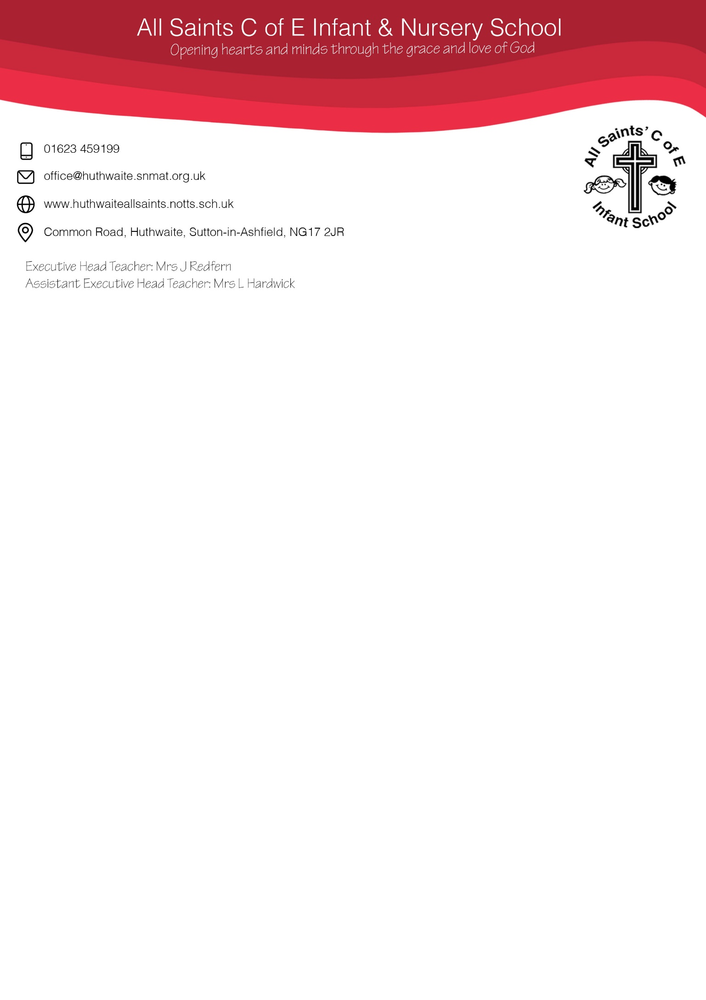 All Saints C of E Infant & Nursery School
Opening hearts and minds through the grace and love of God
01623 459199
office@huthwaite.snmat.org.uk
www.huthwaiteallsaints.notts.sch.uk
Common Road, Huthwaite, Sutton-in-Ashfield, NG17 2JR
All Saints' C of E
Infant School
Executive Head Teacher: Mrs J Redfern
Assistant Executive Head Teacher: Mrs L Hardwick